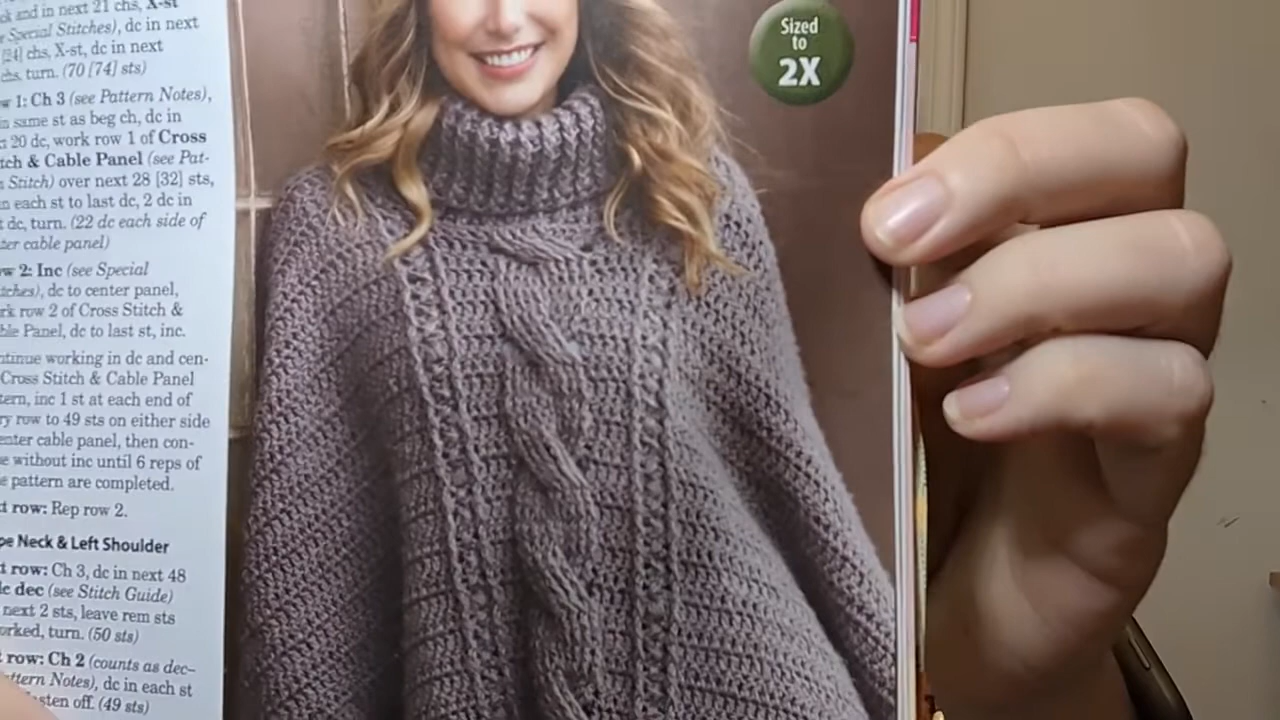 ck and in next 21 chs, X-st
Special Stitches), dc in next
[24] chs, X-st, dc in next
chs, turn. (70 [74] sts)
w 1: Ch 3 (see Pattern Notes),
in same st as beg ch, dc in
20 dc, work row 1 of Cross
tch & Cable Panel (see Pat-
Stitch) over next 28 [32] sts,
n each st to last dc, 2 dc in
dc, turn. (22 dc each side of
ter cable panel)
w 2: Inc (see Special
tches), dc to center panel,
rk row 2 of Cross Stitch &
ble Panel, dc to last st, inc.
ntinue working in dc and cen-
Cross Stitch & Cable Panel
tern, inc 1 st at each end of
ry row to 49 sts on either side
enter cable panel, then con-
e without inc until 6 reps of
e pattern are completed.
t row: Rep row 2.
pe Neck & Left Shoulder
t row: Ch 3, dc in next 48
dc dec (see Stitch Guide)
next 2 sts, leave rem sts
orked, turn. (50 sts)
row: Ch 2 (counts as dec–
ttern Notes), dc in each st
sten off. (49 sts)
Sized
to
2X